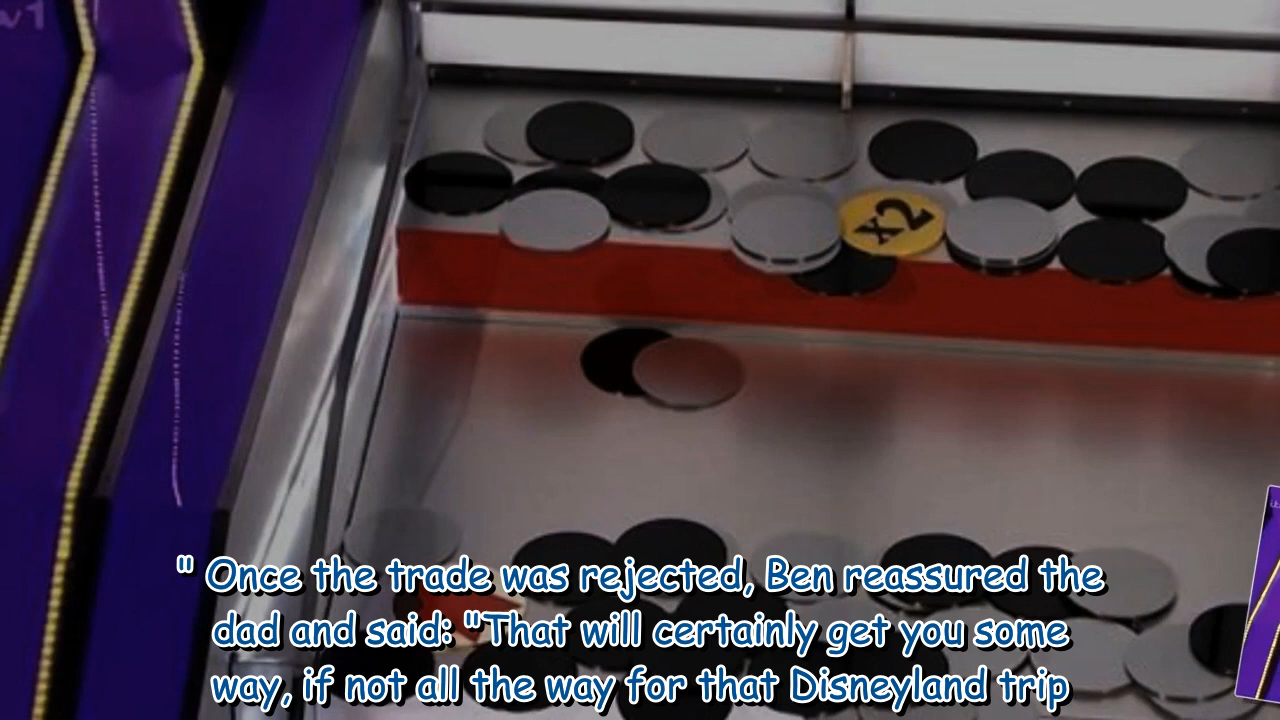 x2
" Once the trade was rejected, Ben reassured the
dad and said: "That will certainly get you some
way, if not all the way for that Disneyland trip